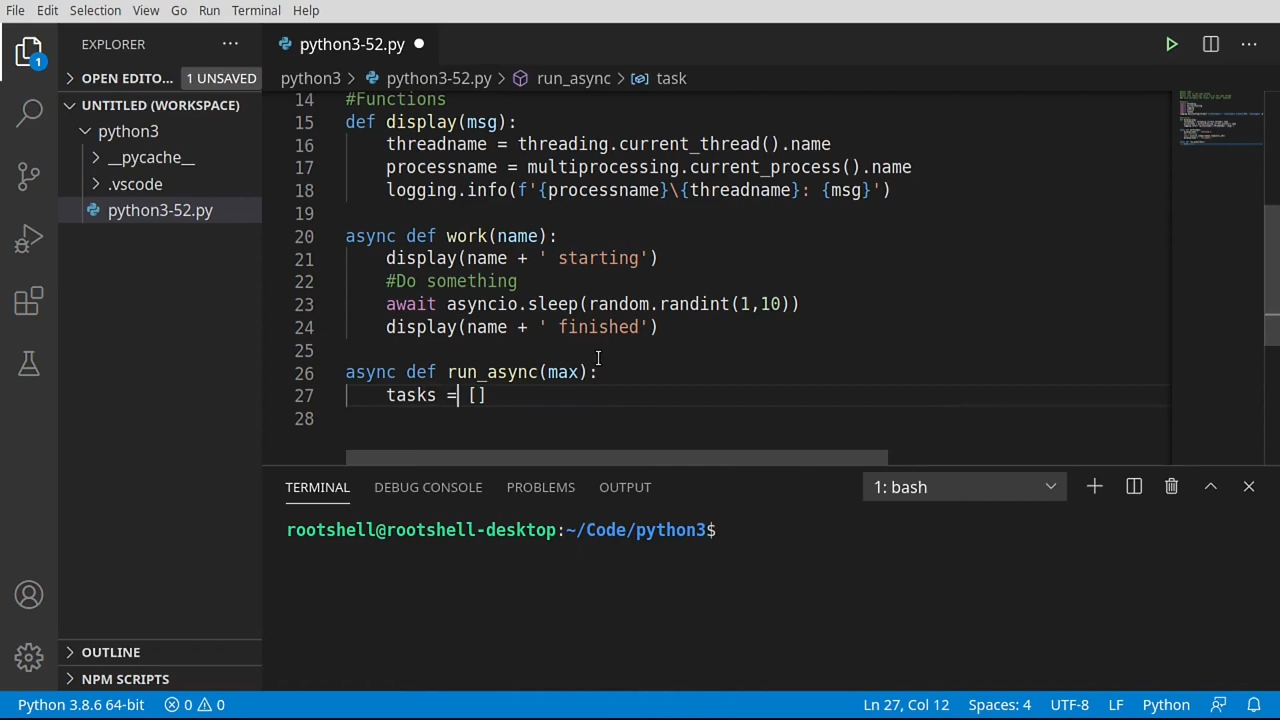 File Edit Selection View Go Run Terminal Help
EXPLORER
python3-52.py
OPEN EDITO... 1 UNSAVED
python3 > python3-52.py > run_async > task
UNTITLED (WORKSPACE)
python3
__pycache__
.vscode
python3-52.py
1
14 #Functions
15 def display(msg):
16 threadname = threading.current_thread().name
17 processname = multiprocessing.current_process().name
18 logging.info(f'{processname}\{threadname}: {msg}')
19
20 async def work(name):
21 display(name + ' starting')
22 #Do something
23 await asyncio.sleep(random.randint(1,10))
24 display(name + ' finished')
25
26 async def run_async(max):
27 tasks = []
28
TERMINAL DEBUG CONSOLE PROBLEMS OUTPUT 1: bash
rootshell@rootshell-desktop:~/Code/python3$
OUTLINE
NPM SCRIPTS
Python 3.8.6 64-bit 0 0 Ln 27, Col 12 Spaces: 4 UTF-8 LF Python